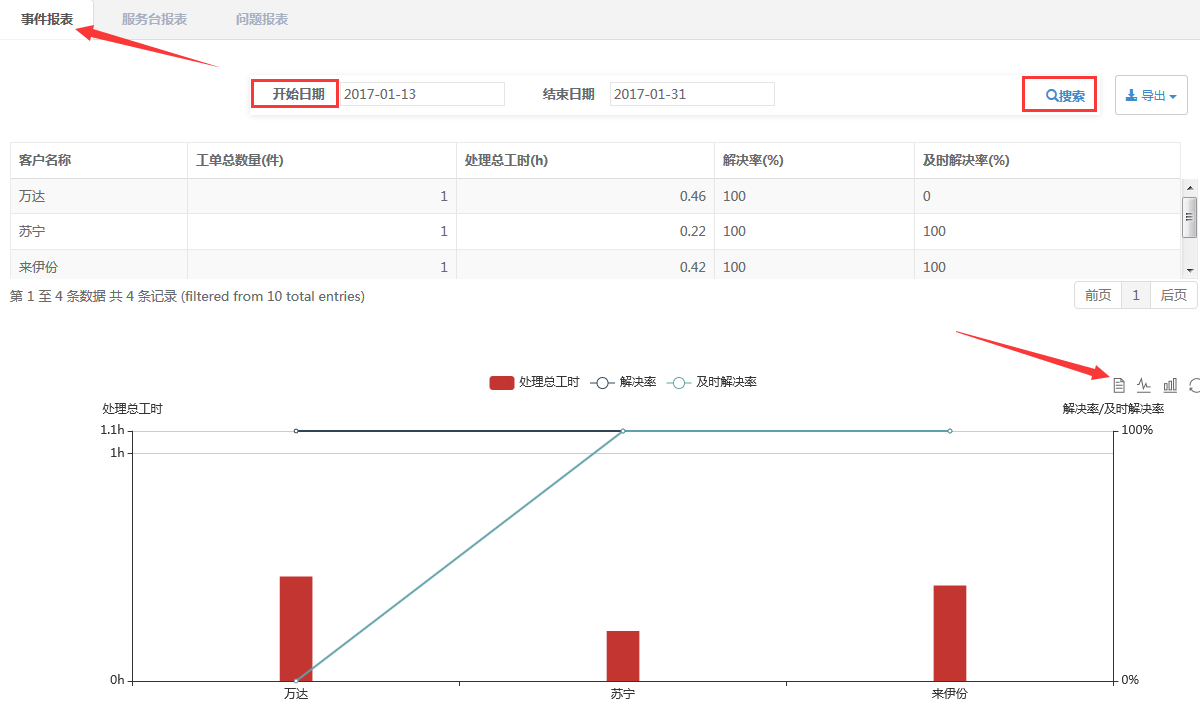 事件报表 服务台报表 问题报表
开始日期 2017-01-13 结束日期 2017-01-31 搜索 导出
客户名称 工单总数量(件) 处理总工时(h) 解决率(%) 及时解决率(%)
万达 1 0.46 100 0
苏宁 1 0.22 100 100
来伊份 1 0.42 100 100
第 1 至 4 条数据 共 4 条记录 (filtered from 10 total entries) 前页 1 后页
处理总工时 解决率 及时解决率
处理总工时 解决率/及时解决率
1.1h 100%
1h
0h 0%
万达 苏宁 来伊份